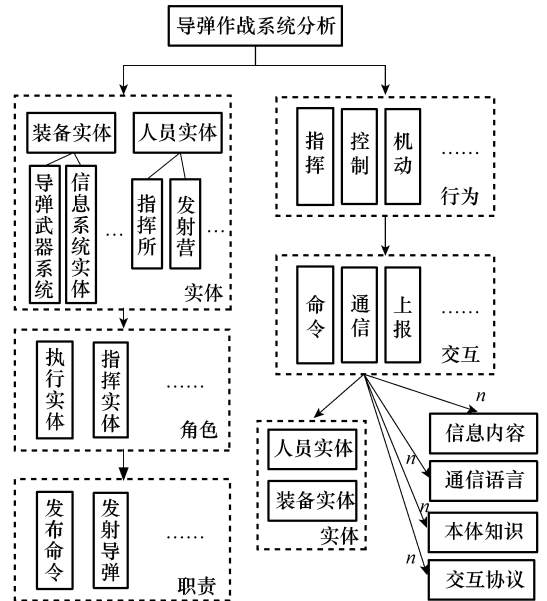 导弹作战系统分析
装备实体
人员实体
导弹武器系统
信息系统实体
……
指挥所
发射营
…
实体
执行实体
指挥实体
……
角色
发布命令
发射导弹
……
职责
指挥
控制
机动
……
行为
命令
通信
上报
……
交互
人员实体
装备实体
实体
n
信息内容
n
通信语言
n
本体知识
n
交互协议